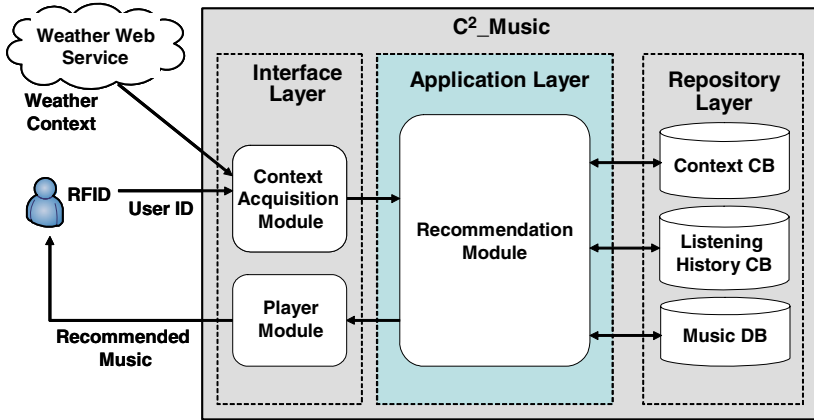 C²_Music
Weather Web
Service
Weather
Context
RFID
User ID
Recommended
Music
Interface
Layer
Context
Acquisition
Module
Player
Module
Application Layer
Recommendation
Module
Repository
Layer
Context CB
Listening
History CB
Music DB